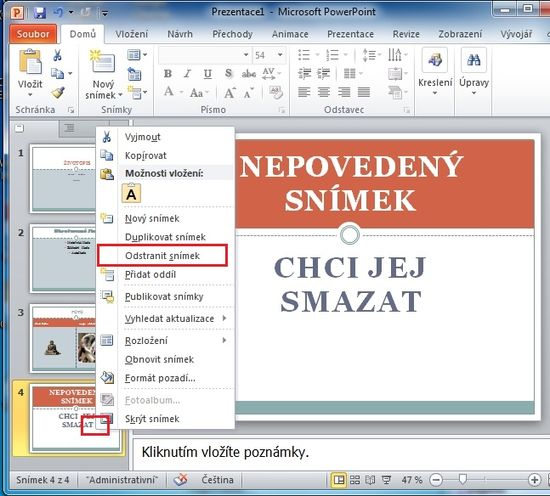 Prezentace1 - Microsoft PowerPoint
Soubor Domů Vložení Návrh Přechody Animace Prezentace Revize Zobrazení Vývojář
Vložit
Nový snímek
54
Kreslení
Úpravy
Schránka Snímky Písmo Odstavec
Vyjmout
Kopírovat
Možnosti vložení:
A
Nový snímek
Duplikovat snímek
Odstranit snímek
Přidat oddíl
Publikovat snímky
Vyhledat aktualizace
Rozložení
Obnovit snímek
Formát pozadí...
Fotoalbum...
Skrýt snímek
1
ŽIVOTOPIS
2
3
4
NEPOVEDENÝ
SNÍMEK
CHCI JEJ
SMAZAT
NEPOVEDENÝ
SNÍMEK
CHCI JEJ
SMAZAT
Kliknutím vložíte poznámky.
Snímek 4 z 4 "Administrativní" Čeština 47 %